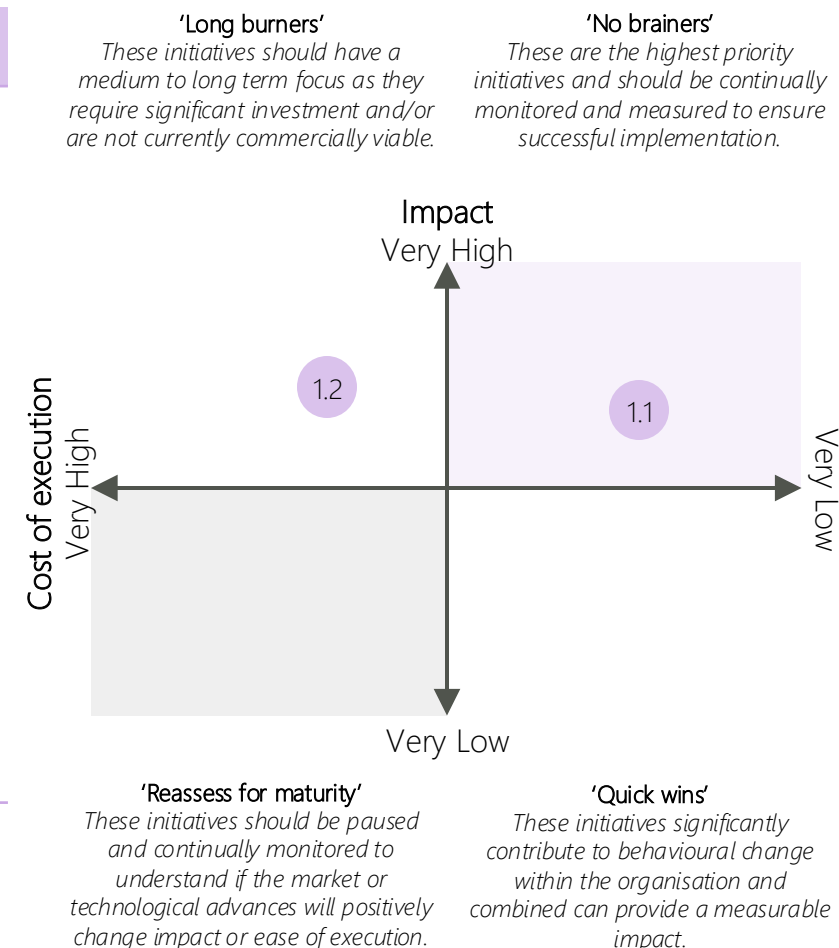 ‘Long burners’
These initiatives should have a
medium to long term focus as they
require significant investment and/or
are not currently commercially viable.
‘No brainers’
These are the highest priority
initiatives and should be continually
monitored and measured to ensure
successful implementation.
Impact
Very High
1.2
1.1
Cost of execution
Very High
Very Low
Very Low
‘Reassess for maturity’
These initiatives should be paused
and continually monitored to
understand if the market or
technological advances will positively
change impact or ease of execution.
‘Quick wins’
These initiatives significantly
contribute to behavioural change
within the organisation and
combined can provide a measurable
impact.